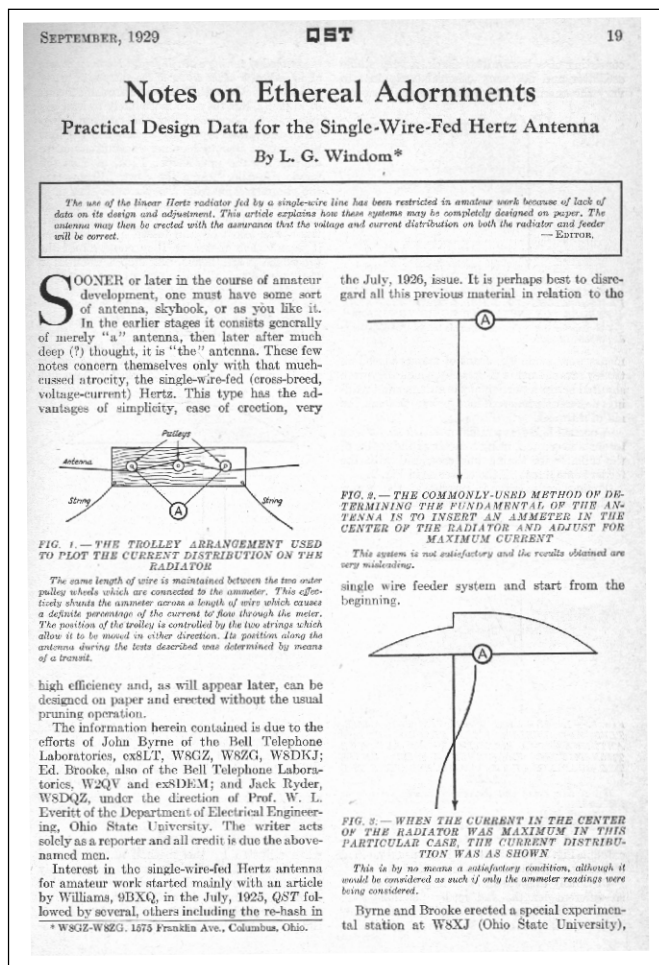 SEPTEMBER, 1929
QST
19
Notes on Ethereal Adornments
Practical Design Data for the Single-Wire-Fed Hertz Antenna
By L. G. Windom*
The use of the linear Hertz radiator fed by a single-wire line has been restricted in amateur work because of lack of
data on its design and adjustment. This article explains how these systems may be completely designed on paper. The
antenna may then be erected with the assurance that the voltage and current distribution on both the radiator and feeder
will be correct.
— EDITOR.
SOONER or later in the course of amateur
development, one must have some sort
of antenna, skyhook, or as you like it.
In the earlier stages it consists generally
of merely "a" antenna, then later after much
deep (?) thought, it is "the" antenna. These few
notes concern themselves only with that much-
cussed atrocity, the single-wire-fed (cross-breed,
voltage-current) Hertz. This type has the ad-
vantages of simplicity, ease of erection, very
Pulleys
Antenna
String
A
String
FIG. 1.—THE TROLLEY ARRANGEMENT USED
TO PLOT THE CURRENT DISTRIBUTION ON THE
RADIATOR
The same length of wire is maintained between the two outer
pulley wheels which are connected to the ammeter. This effec-
tively shunts the ammeter across a length of wire which causes
a definite percentage of the current to flow through the meter.
The position of the trolley is controlled by the two strings which
allow it to be moved in either direction. Its position along the
antenna during the tests described was determined by means
of a transit.
high efficiency and, as will appear later, can be
designed on paper and erected without the usual
pruning operation.
The information herein contained is due to the
efforts of John Byrne of the Bell Telephone
Laboratories, ex8LT, W8GZ, W8ZG, W8DKJ;
Ed. Brooke, also of the Bell Telephone Labora-
tories, W2QV and ex8DEM; and Jack Ryder,
W8DQZ, under the direction of Prof. W. L.
Everitt of the Department of Electrical Engineer-
ing, Ohio State University. The writer acts
solely as a reporter and all credit is due the above-
named men.
Interest in the single-wire-fed Hertz antenna
for amateur work started mainly with an article
by Williams, 9BXQ, in the July, 1925, QST fol-
lowed by several, others including the re-hash in
* W8GZ-W8ZG. 1575 Franklin Ave., Columbus, Ohio.
the July, 1926, issue. It is perhaps best to disre-
gard all this previous material in relation to the
A
FIG. 2.—THE COMMONLY-USED METHOD OF DE-
TERMINING THE FUNDAMENTAL OF THE AN-
TENNA IS TO INSERT AN AMMETER IN THE
CENTER OF THE RADIATOR AND ADJUST FOR
MAXIMUM CURRENT
This system is not satisfactory and the results obtained are
very misleading.
single wire feeder system and start from the
beginning.
A
FIG. 3.—WHEN THE CURRENT IN THE CENTER
OF THE RADIATOR WAS MAXIMUM IN THIS
PARTICULAR CASE, THE CURRENT DISTRIBU-
TION WAS AS SHOWN
This is by no means a satisfactory condition, although it
would be considered as such if only the ammeter readings were
being considered.
Byrne and Brooke erected a special experimen-
tal station at W8XJ (Ohio State University),